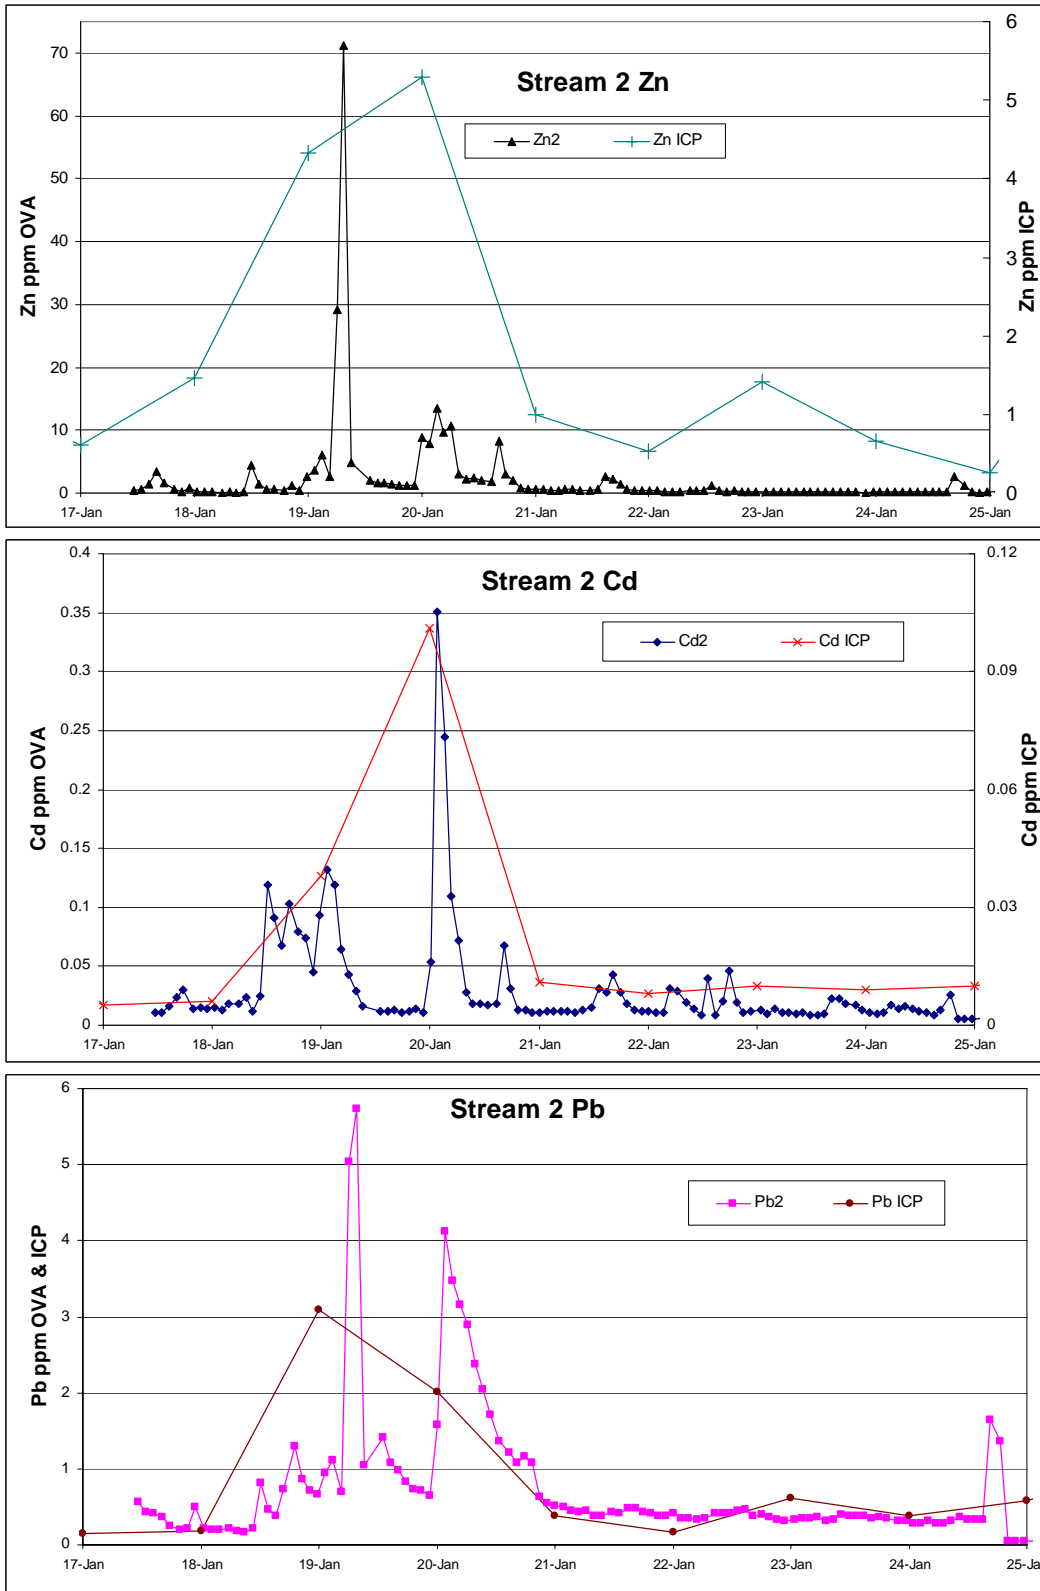 Stream 2 Zn
Zn2
Zn ICP
Zn ppm OVA
Zn ppm ICP
70
60
50
40
30
20
10
0
6
5
4
3
2
1
0
17-Jan 18-Jan 19-Jan 20-Jan 21-Jan 22-Jan 23-Jan 24-Jan 25-Jan
Stream 2 Cd
Cd2
Cd ICP
Cd ppm OVA
Cd ppm ICP
0.4
0.35
0.3
0.25
0.2
0.15
0.1
0.05
0
0.12
0.09
0.06
0.03
0
17-Jan 18-Jan 19-Jan 20-Jan 21-Jan 22-Jan 23-Jan 24-Jan 25-Jan
Stream 2 Pb
Pb2
Pb ICP
Pb ppm OVA & ICP
6
5
4
3
2
1
0
17-Jan 18-Jan 19-Jan 20-Jan 21-Jan 22-Jan 23-Jan 24-Jan 25-Jan